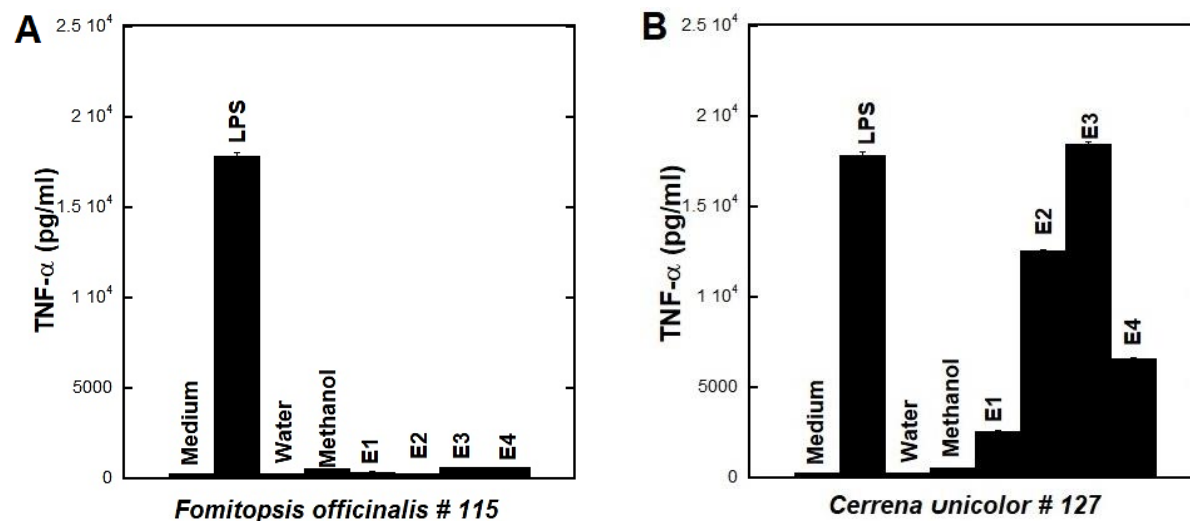 A
2.5 10⁴
2 10⁴
1.5 10⁴
1 10⁴
5000
0
TNF-α (pg/ml)
Medium
LPS
Water
Methanol
E1
E2
E3
E4
Fomitopsis officinalis # 115
B
2.5 10⁴
2 10⁴
1.5 10⁴
1 10⁴
5000
0
TNF-α (pg/ml)
Medium
LPS
Water
Methanol
E1
E2
E3
E4
Cerrena Unicolor # 127